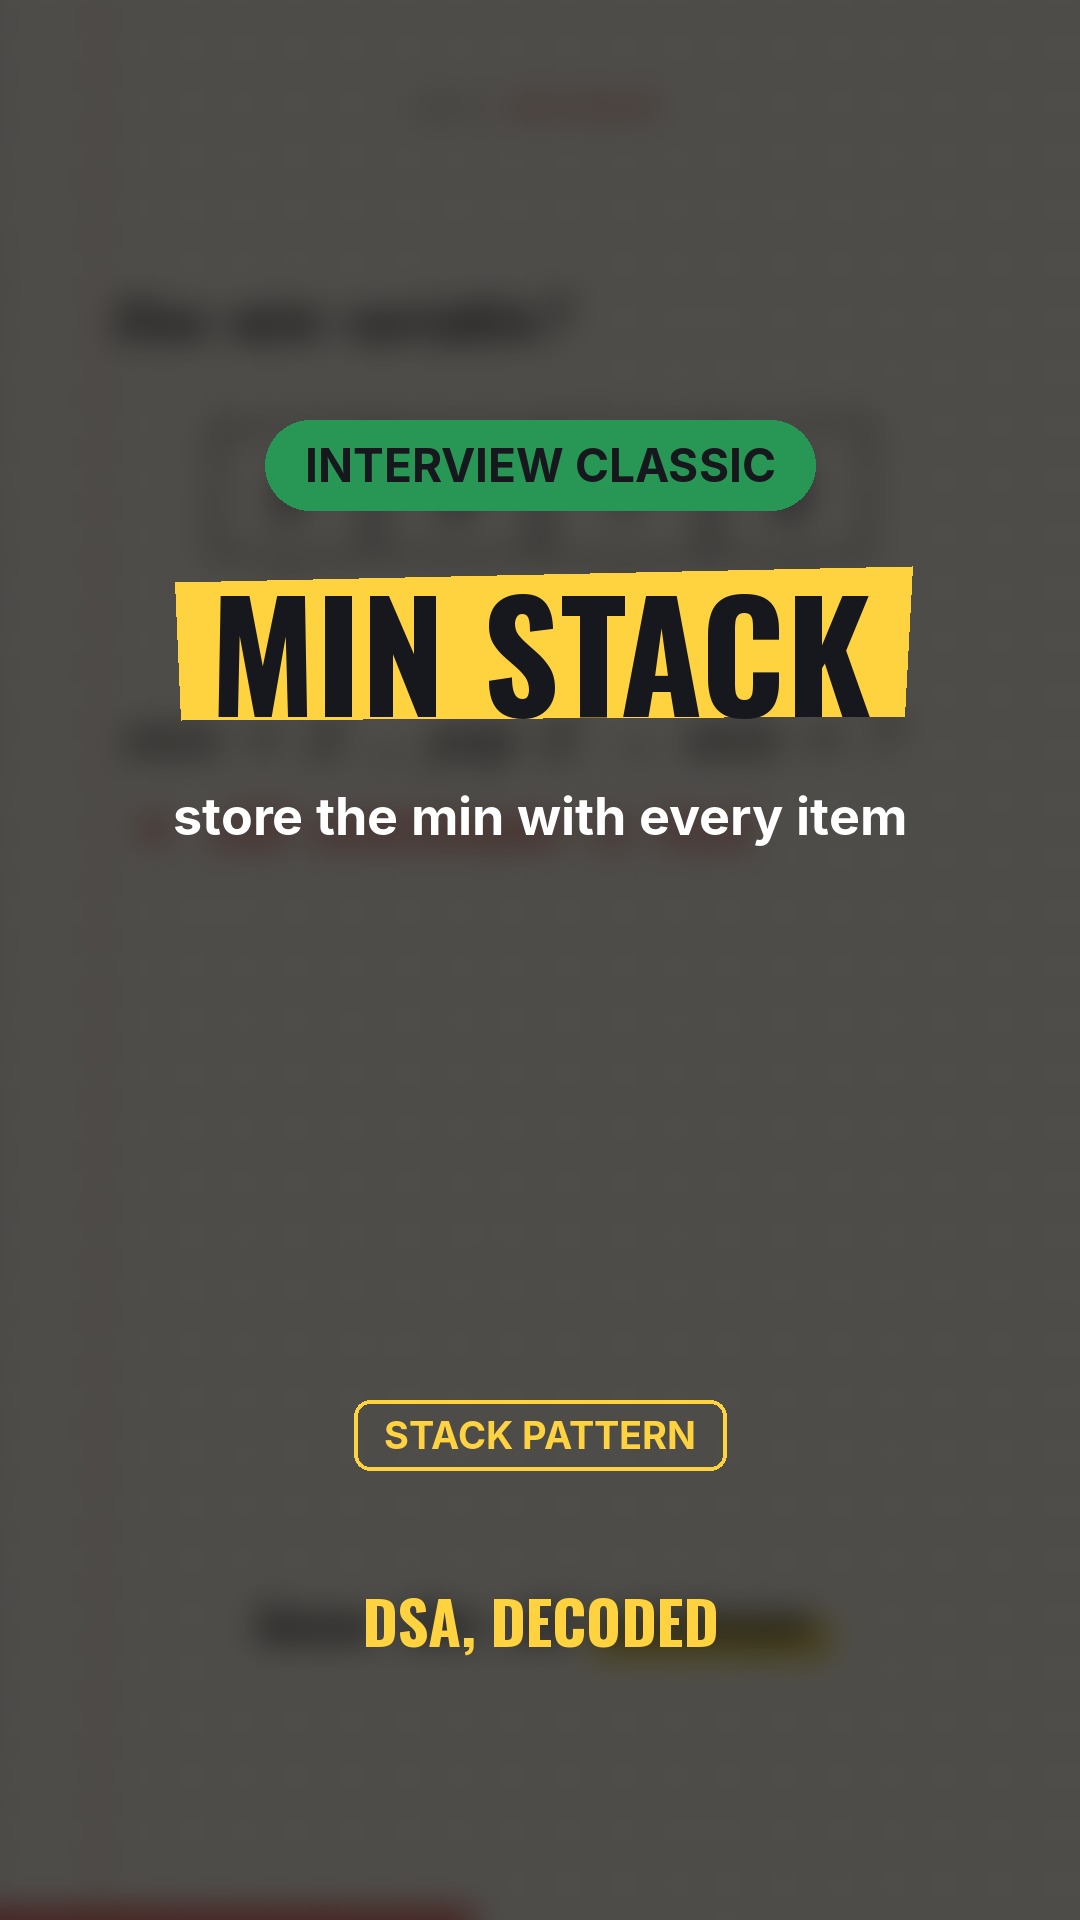 INTERVIEW CLASSIC
MIN STACK
store the min with every item
STACK PATTERN
DSA, DECODED